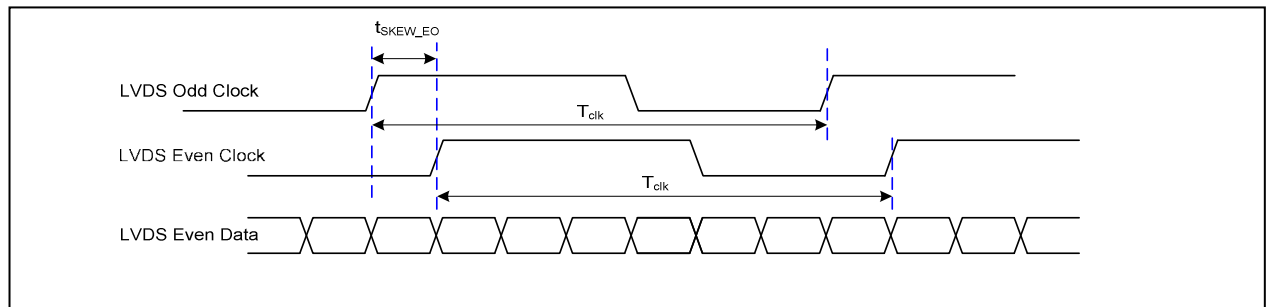 tSKEW_EO
LVDS Odd Clock
Tclk
LVDS Even Clock
Tclk
LVDS Even Data